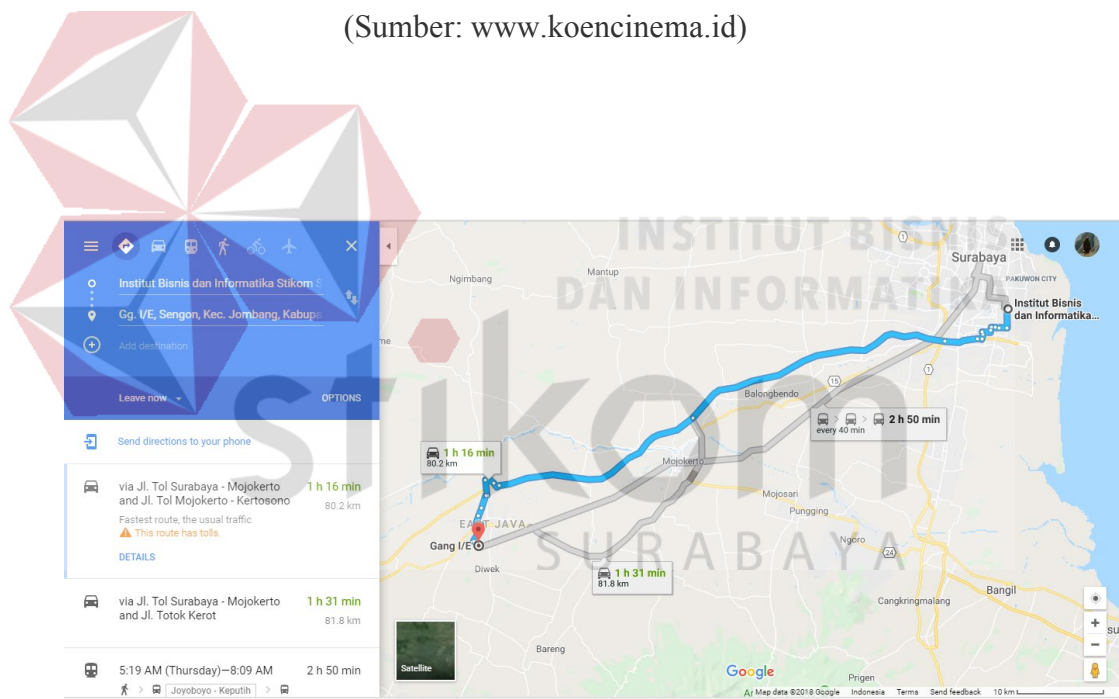 (Sumber: www.koencinema.id)
INSTITUT BISNIS
DAN INFORMATIKA
stikom
SURABAYA
Institut Bisnis dan Informatika Stikom S
Gg. I/E, Sengon, Kec. Jombang, Kabupa
Add destination
Leave now
OPTIONS
Send directions to your phone
via Jl. Tol Surabaya - Mojokerto 1 h 16 min
and Jl. Tol Mojokerto - Kertosono 80.2 km
Fastest route, the usual traffic
This route has tolls.
DETAILS
via Jl. Tol Surabaya - Mojokerto 1 h 31 min
and Jl. Totok Kerot 81.8 km
5:19 AM (Thursday)—8:09 AM 2 h 50 min
Joyoboyo - Keputih
Satellite
Ngimbang
Mantup
1
Surabaya
PAKUWON CITY
Institut Bisnis
dan Informatika...
me
15
1
Balongbendo
2 h 50 min
every 40 min
1 h 16 min
80.2 km
Mojokerto
Mojosari
Pungging
EAST JAVA
Gang I/E
Diwek
1 h 31 min
81.8 km
Ngoro
24
Cangkringmalang
Bangil
su
Bareng
Prigen
Google
Map data ©2018 Google Indonesia Terms Send feedback 10 km